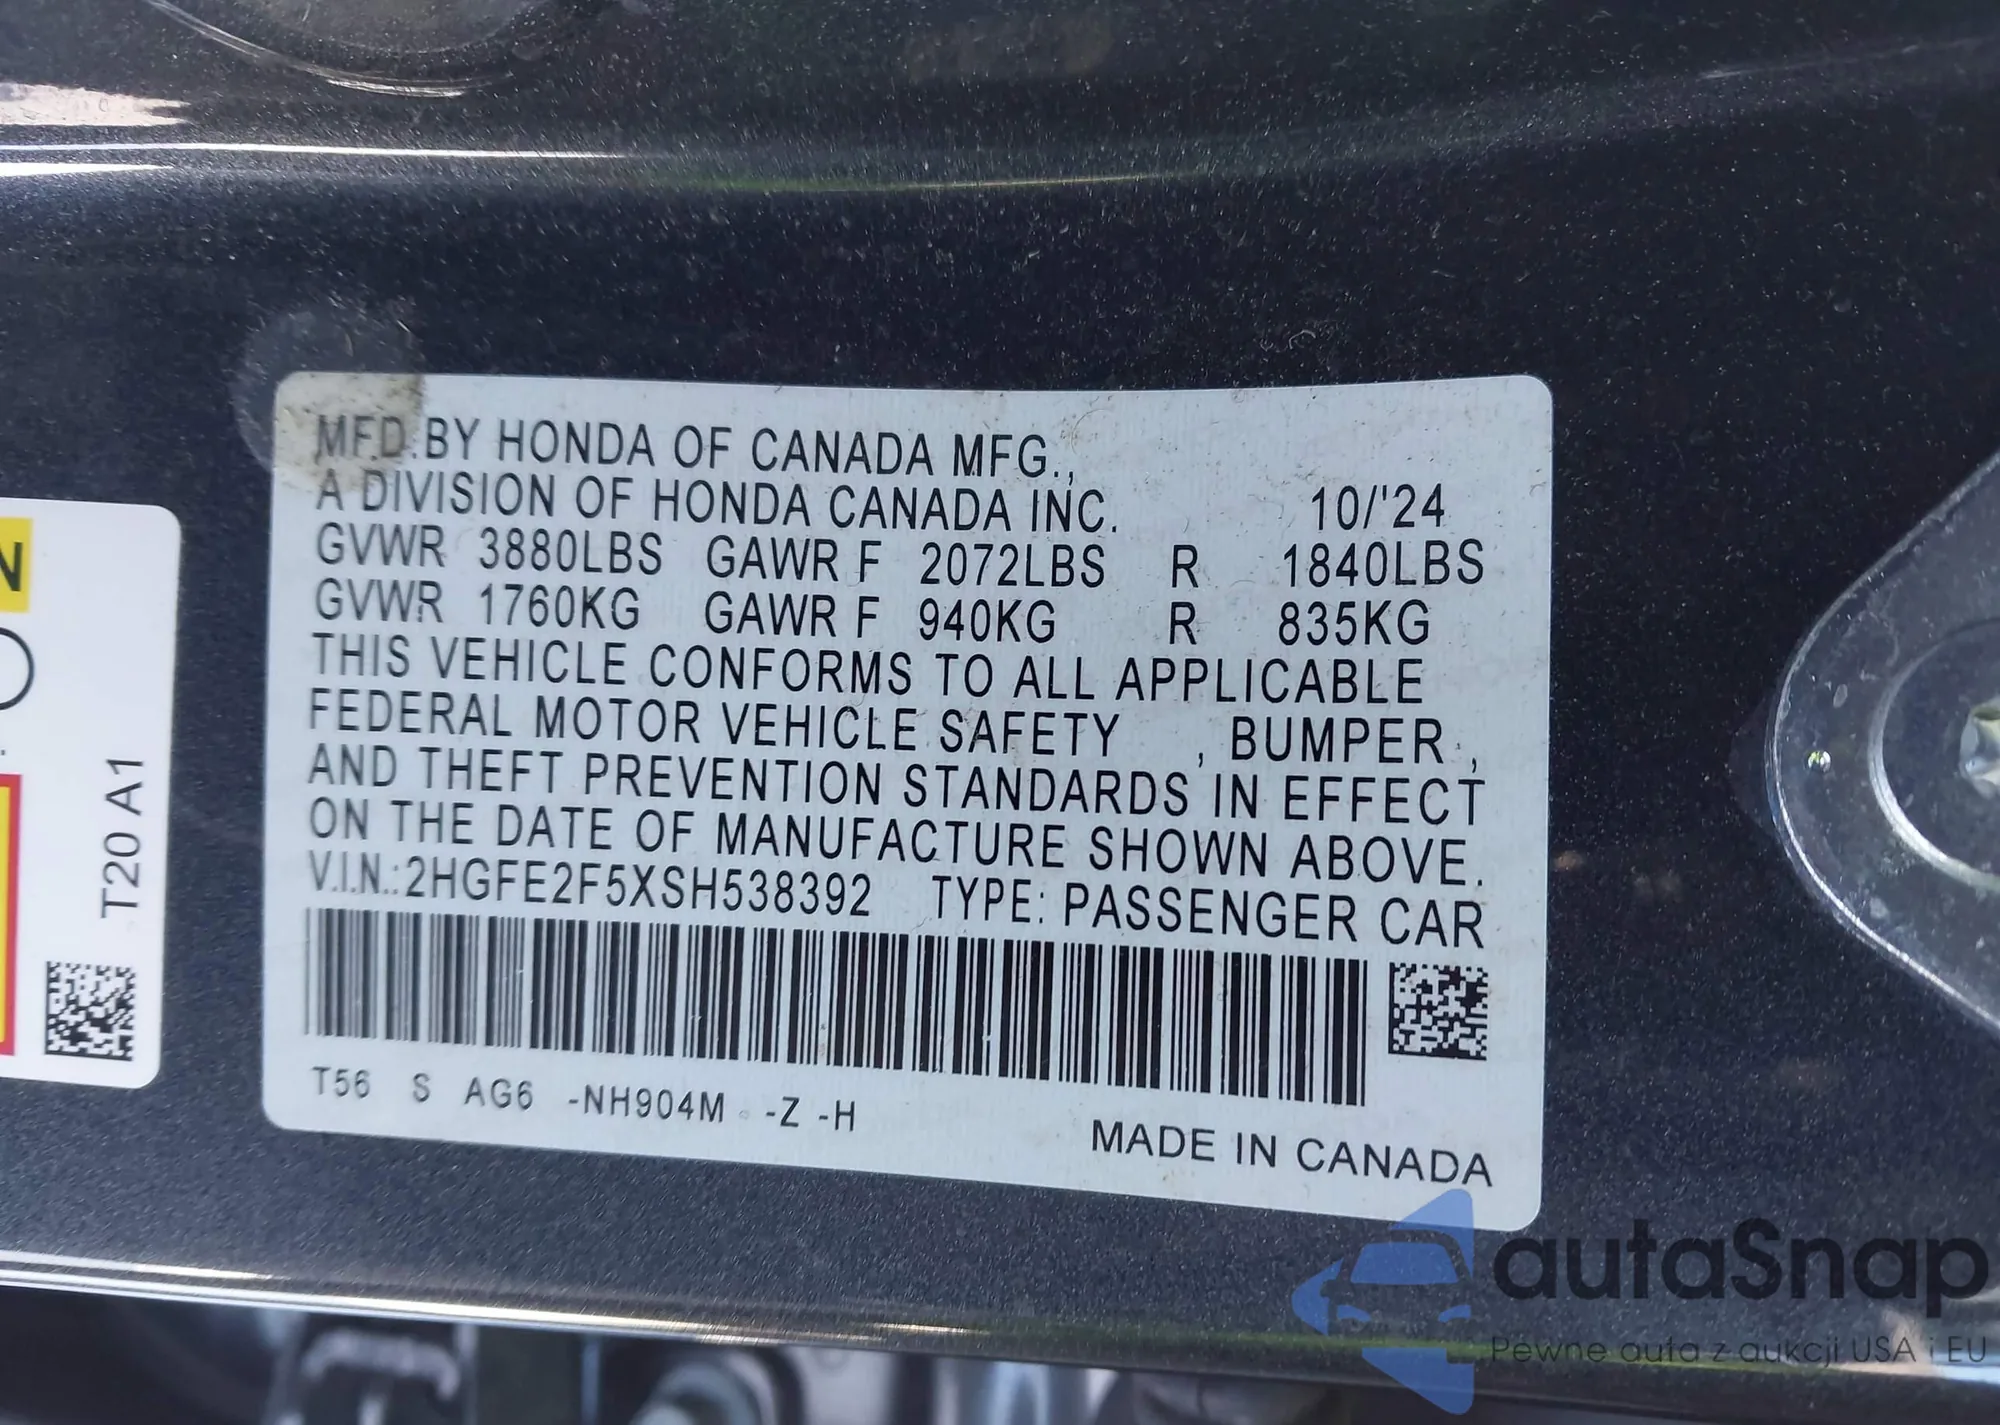 MFD.BY HONDA OF CANADA MFG.,
A DIVISION OF HONDA CANADA INC. 10/'24
GVWR 3880LBS GAWR F 2072LBS R 1840LBS
GVWR 1760KG GAWR F 940KG R 835KG
THIS VEHICLE CONFORMS TO ALL APPLICABLE
FEDERAL MOTOR VEHICLE SAFETY , BUMPER ,
AND THEFT PREVENTION STANDARDS IN EFFECT
ON THE DATE OF MANUFACTURE SHOWN ABOVE.
V.I.N.:2HGFE2F5XSH538392 TYPE: PASSENGER CAR
T56 S AG6 -NH904M -Z -H
MADE IN CANADA
N
T20 A1
autaSnap
Pewne auta z aukcji USA i EU